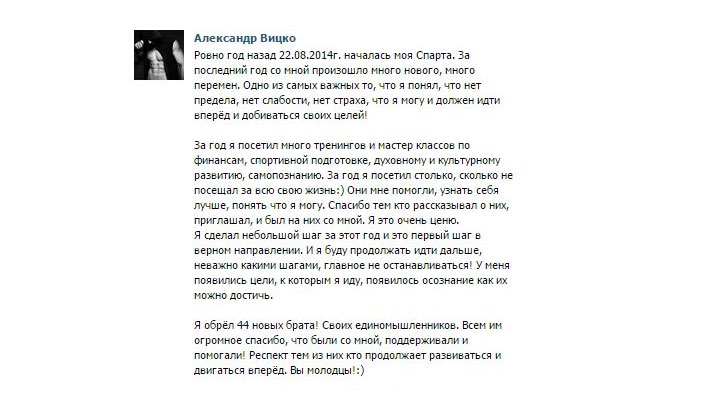 Александр Вицко
Ровно год назад 22.08.2014г. началась моя Спарта. За
последний год со мной произошло много нового, много
перемен. Одно из самых важных то, что я понял, что нет
предела, нет слабости, нет страха, что я могу и должен идти
вперёд и добиваться своих целей!
За год я посетил много тренингов и мастер классов по
финансам, спортивной подготовке, духовному и культурному
развитию, самопознанию. За год я посетил столько, сколько не
посещал за всю свою жизнь:) Они мне помогли, узнать себя
лучше, понять что я могу. Спасибо тем кто рассказывал о них,
приглашал, и был на них со мной. Я это очень ценю.
Я сделал небольшой шаг за этот год и это первый шаг в
верном направлении. И я буду продолжать идти дальше,
неважно какими шагами, главное не останавливаться! У меня
появились цели, к которым я иду, появилось осознание как их
можно достичь.
Я обрёл 44 новых брата! Своих единомышленников. Всем им
огромное спасибо, что были со мной, поддерживали и
помогали! Респект тем из них кто продолжает развиваться и
двигаться вперёд. Вы молодцы!:)